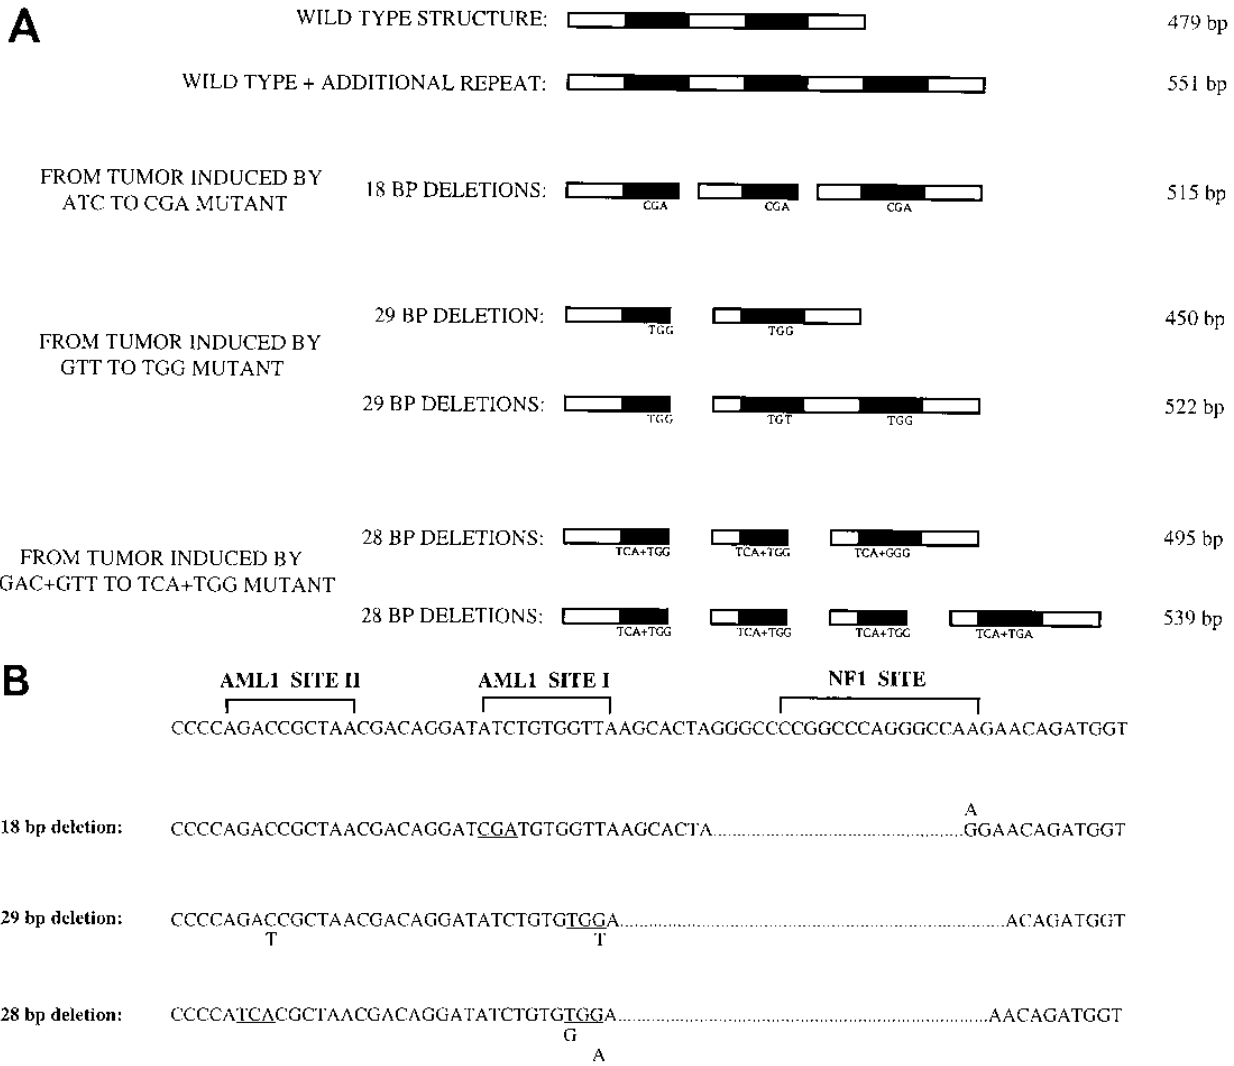 A
WILD TYPE STRUCTURE: 479 bp
WILD TYPE + ADDITIONAL REPEAT: 551 bp
FROM TUMOR INDUCED BY
ATC TO CGA MUTANT
18 BP DELETIONS: 515 bp
CGA CGA CGA
29 BP DELETION: 450 bp
TGG TGG
FROM TUMOR INDUCED BY
GTT TO TGG MUTANT
29 BP DELETIONS: 522 bp
TGG TGT TGG
28 BP DELETIONS: 495 bp
TCA+TGG TCA+TGG TCA+GGG
FROM TUMOR INDUCED BY
GAC+GTT TO TCA+TGG MUTANT
28 BP DELETIONS: 539 bp
TCA+TGG TCA+TGG TCA+TGG TCA+TGA
B
AML1 SITE II AML1 SITE I NF1 SITE
CCCCAGACCGCTAACGACAGGATATCTGTGGTTAAGCACTAGGGCCCCGGCCCAGGGCCAAGAACAGATGGT
A
18 bp deletion: CCCCAGACCGCTAACGACAGGATCGATGTGGTTAAGCACTA....................GGAACAGATGGT
29 bp deletion: CCCCAGACCGCTAACGACAGGATATCTGTGTGGA....................ACAGATGGT
T T
28 bp deletion: CCCCATCACGCTAACGACAGGATATCTGTGTGGA....................AACAGATGGT
G
A